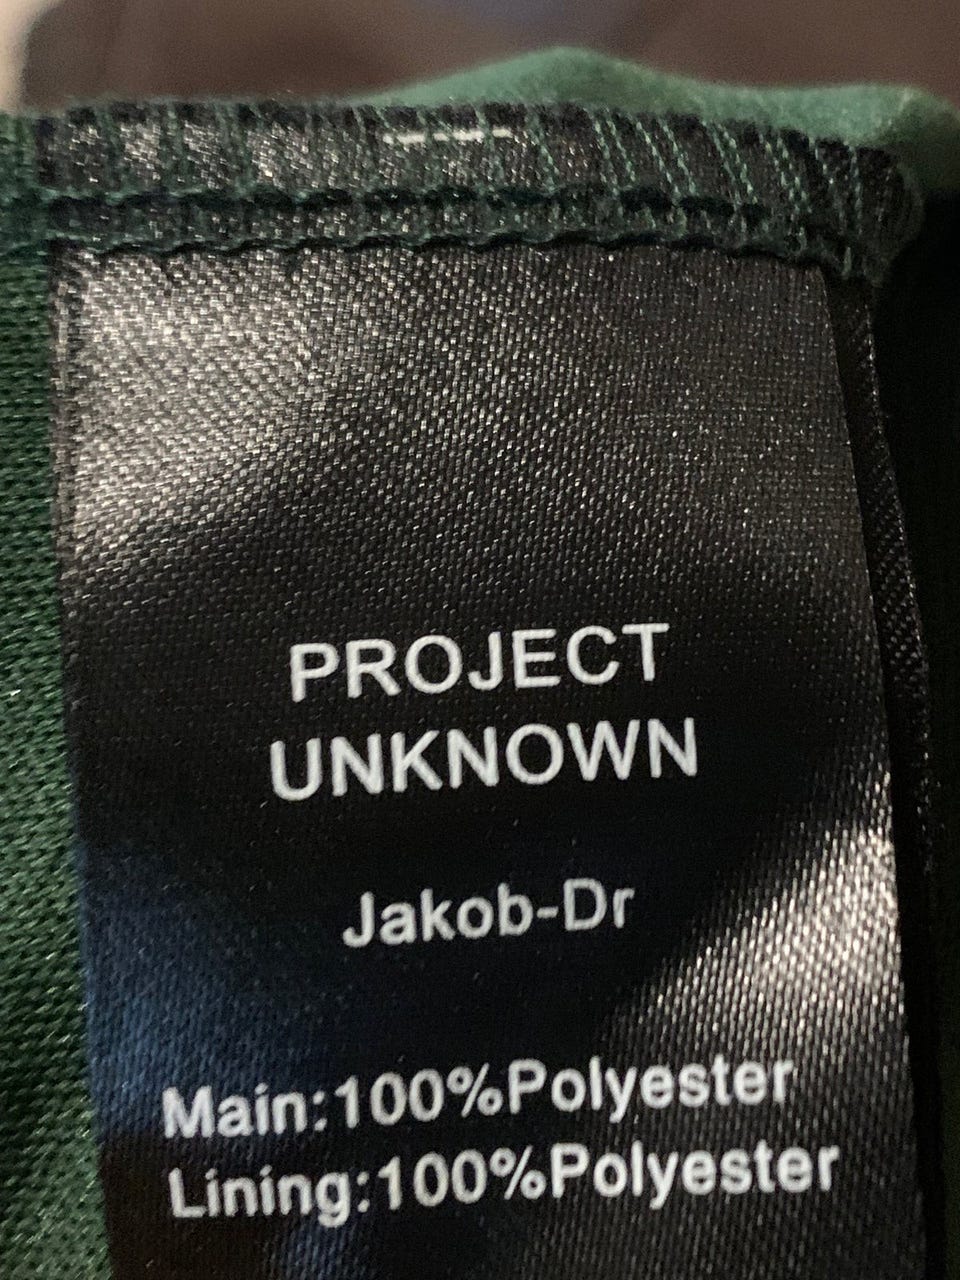 PROJECT
UNKNOWN
Jakob-Dr
Main:100%Polyester
Lining:100%Polyester